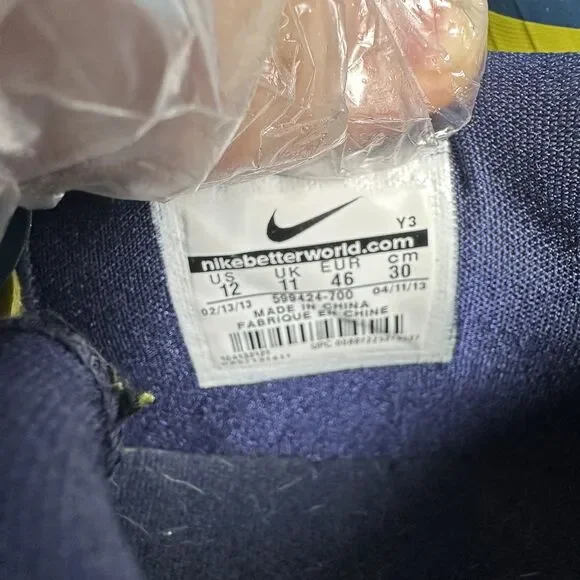 Y3
nikebetterworld.com
US UK EUR cm
12 11 46 30
02/13/13 599424-700 04/11/13
MADE IN CHINA
FABRIQUE EN CHINE
UPC